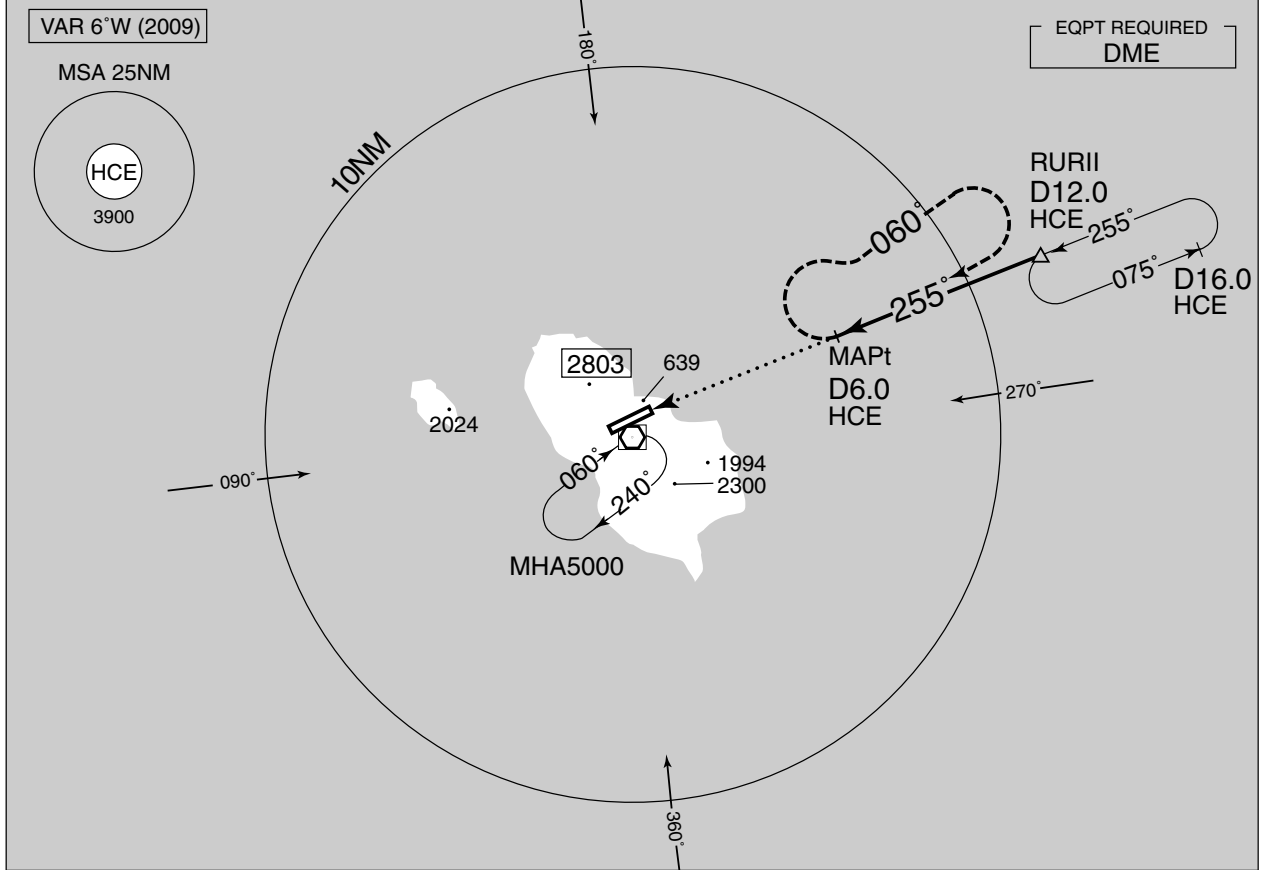 VAR 6°W (2009)
MSA 25NM
HCE
3900
180°
EQPT REQUIRED
DME
10NM
RURII
D12.0
HCE
060°
255°
075°
D16.0
HCE
255°
MAPt
D6.0
HCE
270°
2803
639
2024
1994
2300
090°
060°
240°
MHA5000
360°